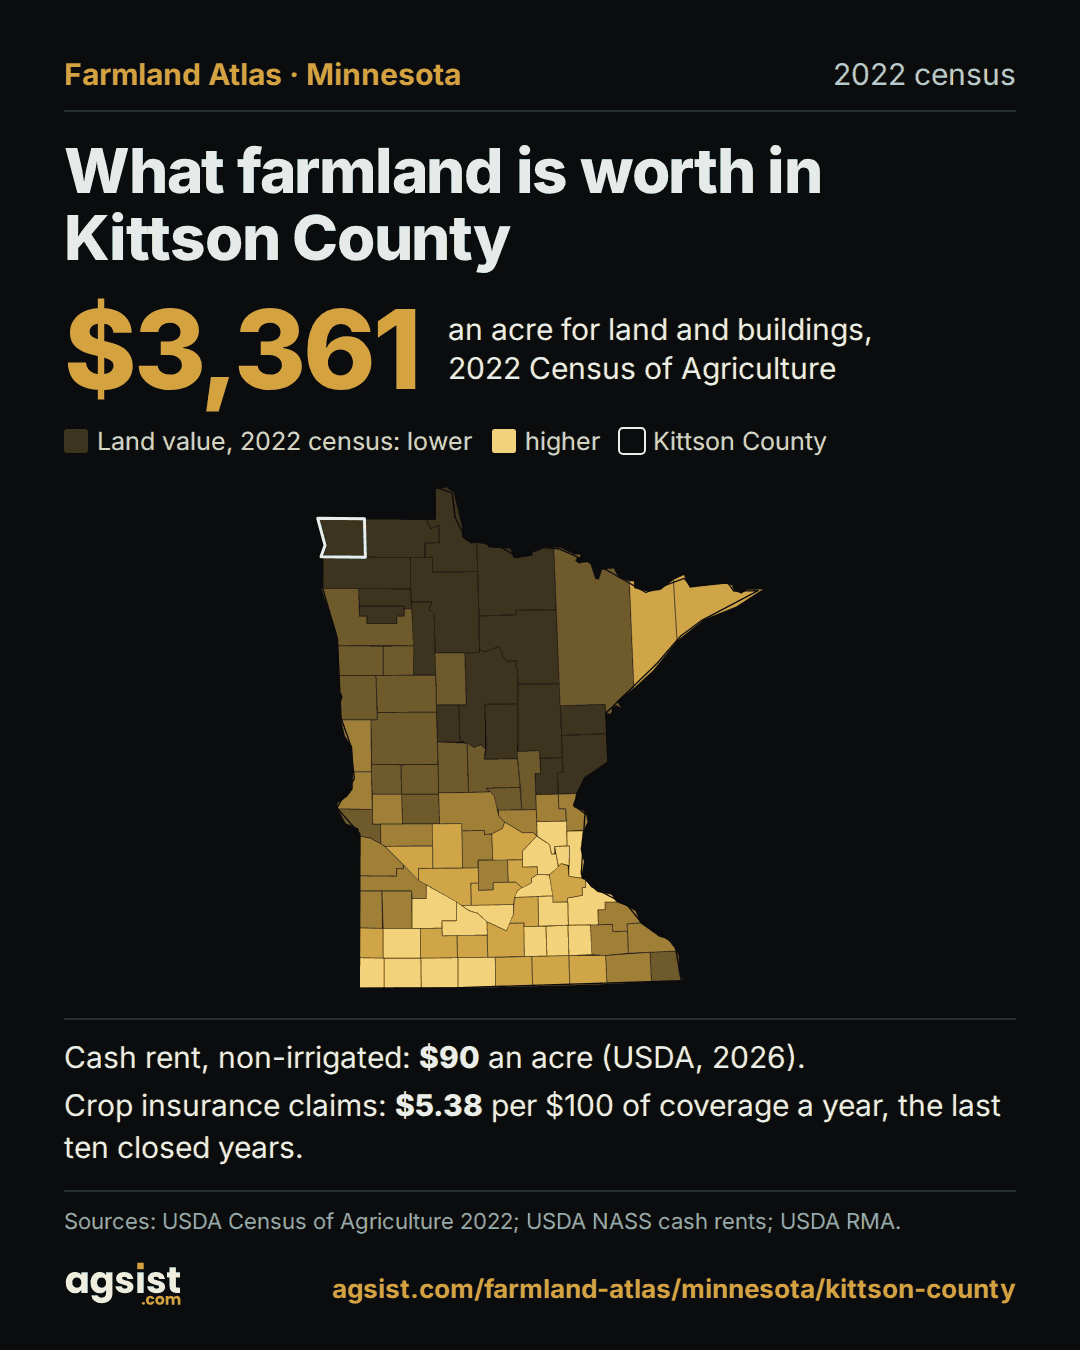 Farmland Atlas · Minnesota
2022 census
What farmland is worth in
Kittson County
$3,361
an acre for land and buildings,
2022 Census of Agriculture
Land value, 2022 census: lower
higher
Kittson County
Cash rent, non-irrigated: $90 an acre (USDA, 2026).
Crop insurance claims: $5.38 per $100 of coverage a year, the last
ten closed years.
Sources: USDA Census of Agriculture 2022; USDA NASS cash rents; USDA RMA.
agsist
.com
agsist.com/farmland-atlas/minnesota/kittson-county